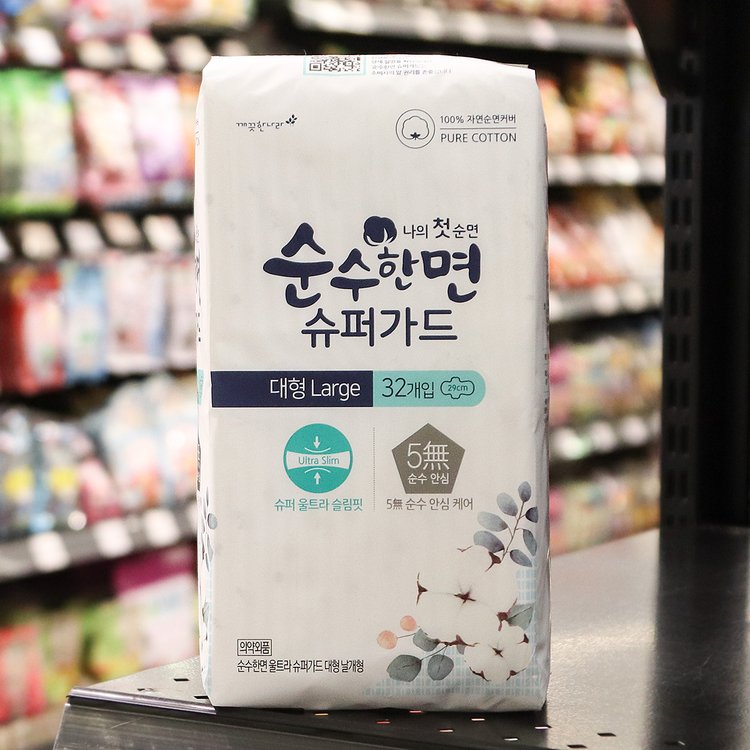 깨끗한나라
100% 자연순면커버
PURE COTTON
나의 첫 순면
순수한면
슈퍼가드
대형 Large 32개입 29cm
Ultra Slim
슈퍼 울트라 슬림핏
5無
순수 안심
5無 순수 안심 케어
의약외품
순수한면 울트라 슈퍼가드 대형 날개형